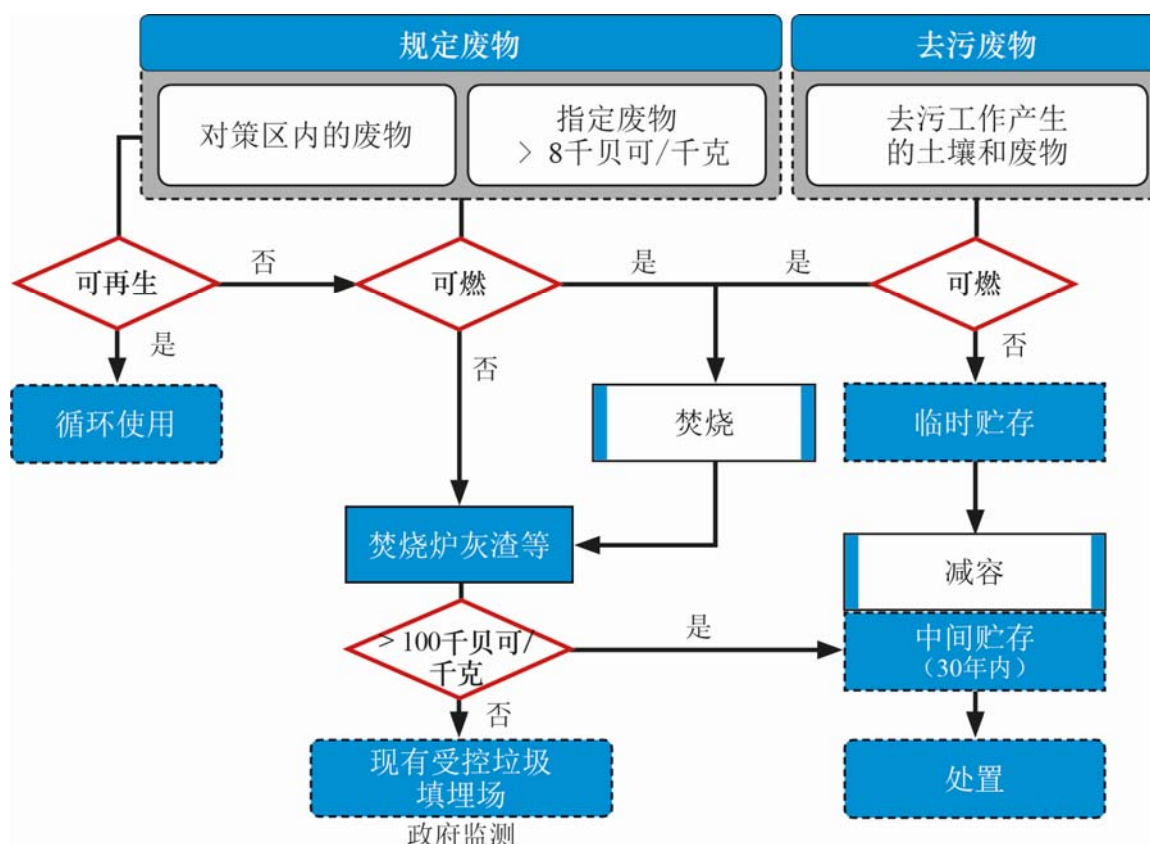 规定废物
去污废物
对策区内的废物
指定废物
> 8千贝可/千克
去污工作产生
的土壤和废物
可再生
否
可燃
是
是
可燃
是
否
否
循环使用
焚烧
临时贮存
焚烧炉灰渣等
减容
> 100千贝可/
千克
是
中间贮存
（30年内）
否
现有受控垃圾
填埋场
处置
政府监测